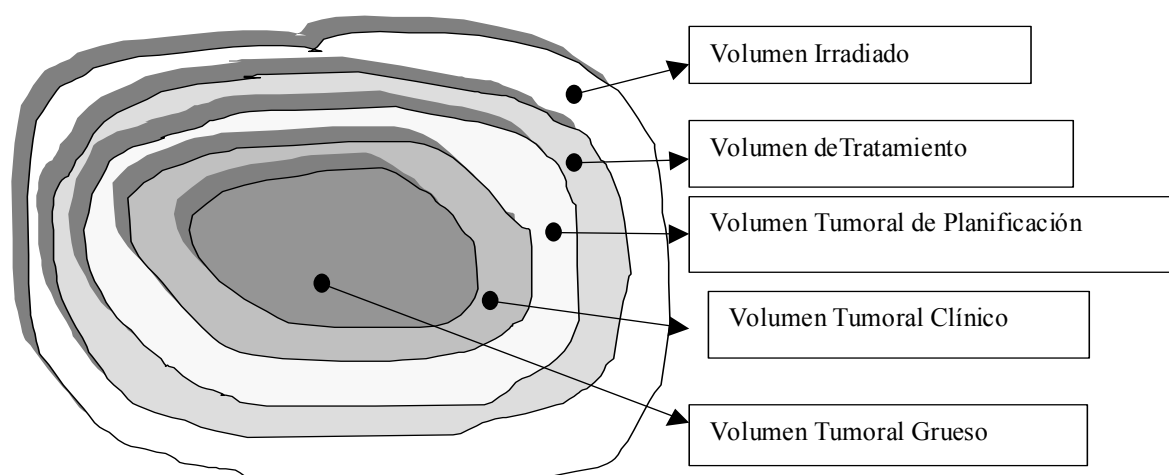 Volumen Irradiado
Volumen deTratamiento
Volumen Tumoral de Planificación
Volumen Tumoral Clínico
Volumen Tumoral Grueso